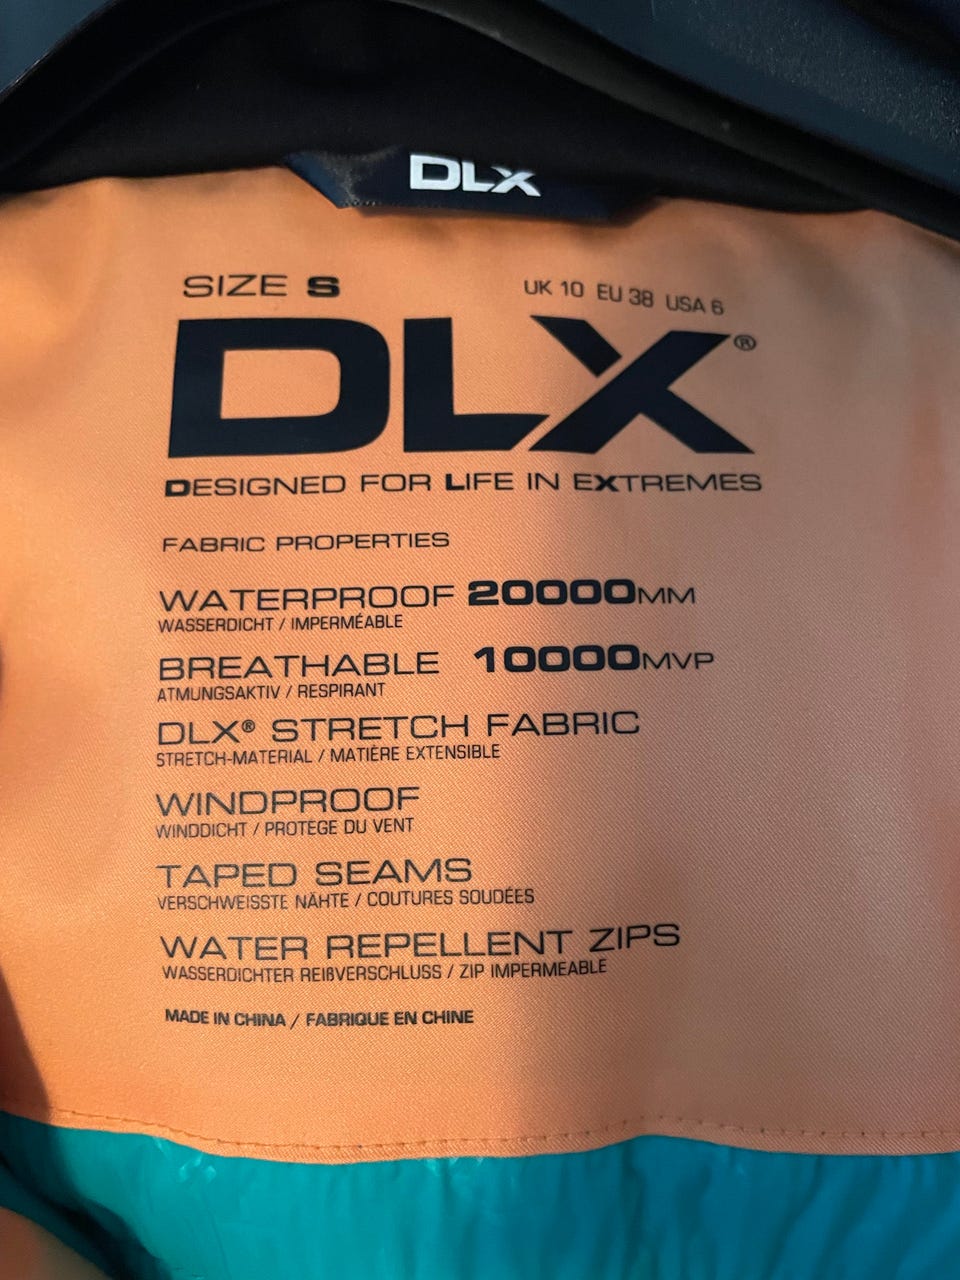 DLX
SIZE S UK 10 EU 38 USA 6
DLX®
DESIGNED FOR LIFE IN EXTREMES
FABRIC PROPERTIES
WATERPROOF 20000MM
WASSERDICHT / IMPERMÉABLE
BREATHABLE 10000MVP
ATMUNGSAKTIV / RESPIRANT
DLX® STRETCH FABRIC
STRETCH-MATERIAL / MATIÈRE EXTENSIBLE
WINDPROOF
WINDDICHT / PROTÈGE DU VENT
TAPED SEAMS
VERSCHWEISSTE NÄHTE / COUTURES SOUDÉES
WATER REPELLENT ZIPS
WASSERDICHTER REIßVERSCHLUSS / ZIP IMPERMEABLE
MADE IN CHINA / FABRIQUE EN CHINE